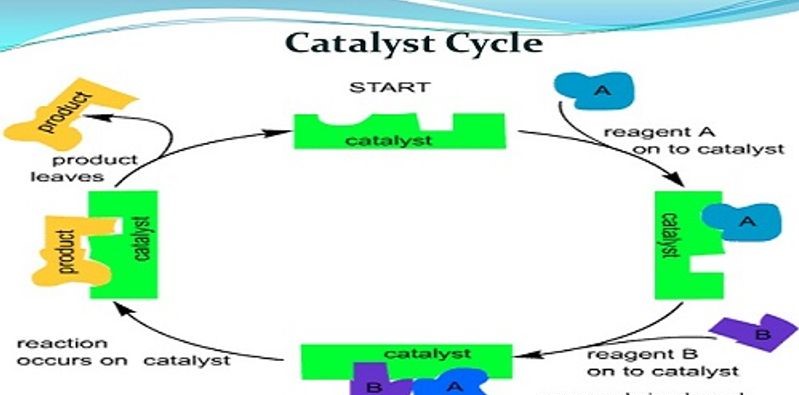 Catalyst Cycle
START
A
product
catalyst
reagent A
on to catalyst
product
leaves
catalyst
A
product
catalyst
reaction
occurs on catalyst
catalyst
B
A
B
reagent B
on to catalyst